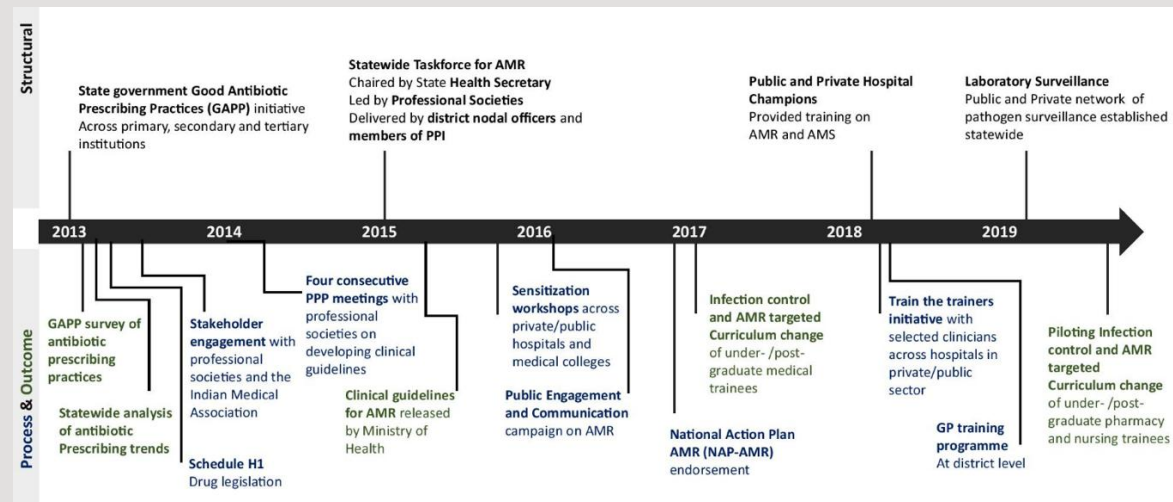 Structural
State government Good Antibiotic
Prescribing Practices (GAPP) initiative
Across primary, secondary and tertiary
institutions
Statewide Taskforce for AMR
Chaired by State Health Secretary
Led by Professional Societies
Delivered by district nodal officers and
members of PPI
Public and Private Hospital
Champions
Provided training on
AMR and AMS
Laboratory Surveillance
Public and Private network of
pathogen surveillance established
statewide
2013 2014 2015 2016 2017 2018 2019
Process & Outcome
GAPP survey of
antibiotic
prescribing
practices
Statewide analysis
of antibiotic
Prescribing trends
Schedule H1
Drug legislation
Stakeholder
engagement with
professional
societies and the
Indian Medical
Association
Four consecutive
PPP meetings with
professional
societies on
developing clinical
guidelines
Clinical guidelines
for AMR released
by Ministry of
Health
Sensitization
workshops across
private/public
hospitals and
medical colleges
Public Engagement
and Communication
campaign on AMR
National Action Plan
AMR (NAP-AMR)
endorsement
Infection control
and AMR targeted
Curriculum change
of under- /post-
graduate medical
trainees
Train the trainers
initiative with
selected clinicians
across hospitals in
private/public
sector
GP training
programme
At district level
Piloting Infection
control and AMR
targeted
Curriculum change
of under- /post-
graduate pharmacy
and nursing trainees